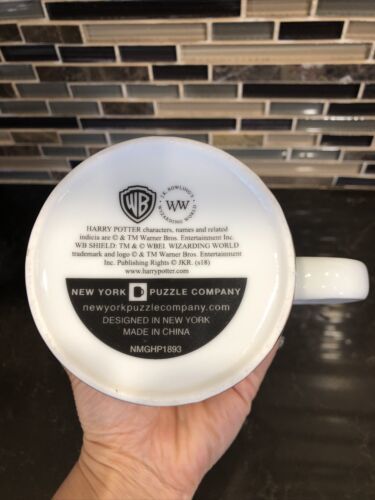 WB
J.K. ROWLING'S
WW
WIZARDING WORLD
HARRY POTTER characters, names and related
indicia are © & TM Warner Bros. Entertainment Inc.
WB SHIELD: TM & © WBEI. WIZARDING WORLD
trademark and logo © & TM Warner Bros. Entertainment
Inc. Publishing Rights © JKR. (s18)
www.harrypotter.com
NEW YORK PUZZLE COMPANY
newyorkpuzzlecompany.com
DESIGNED IN NEW YORK
MADE IN CHINA
NMGHP1893